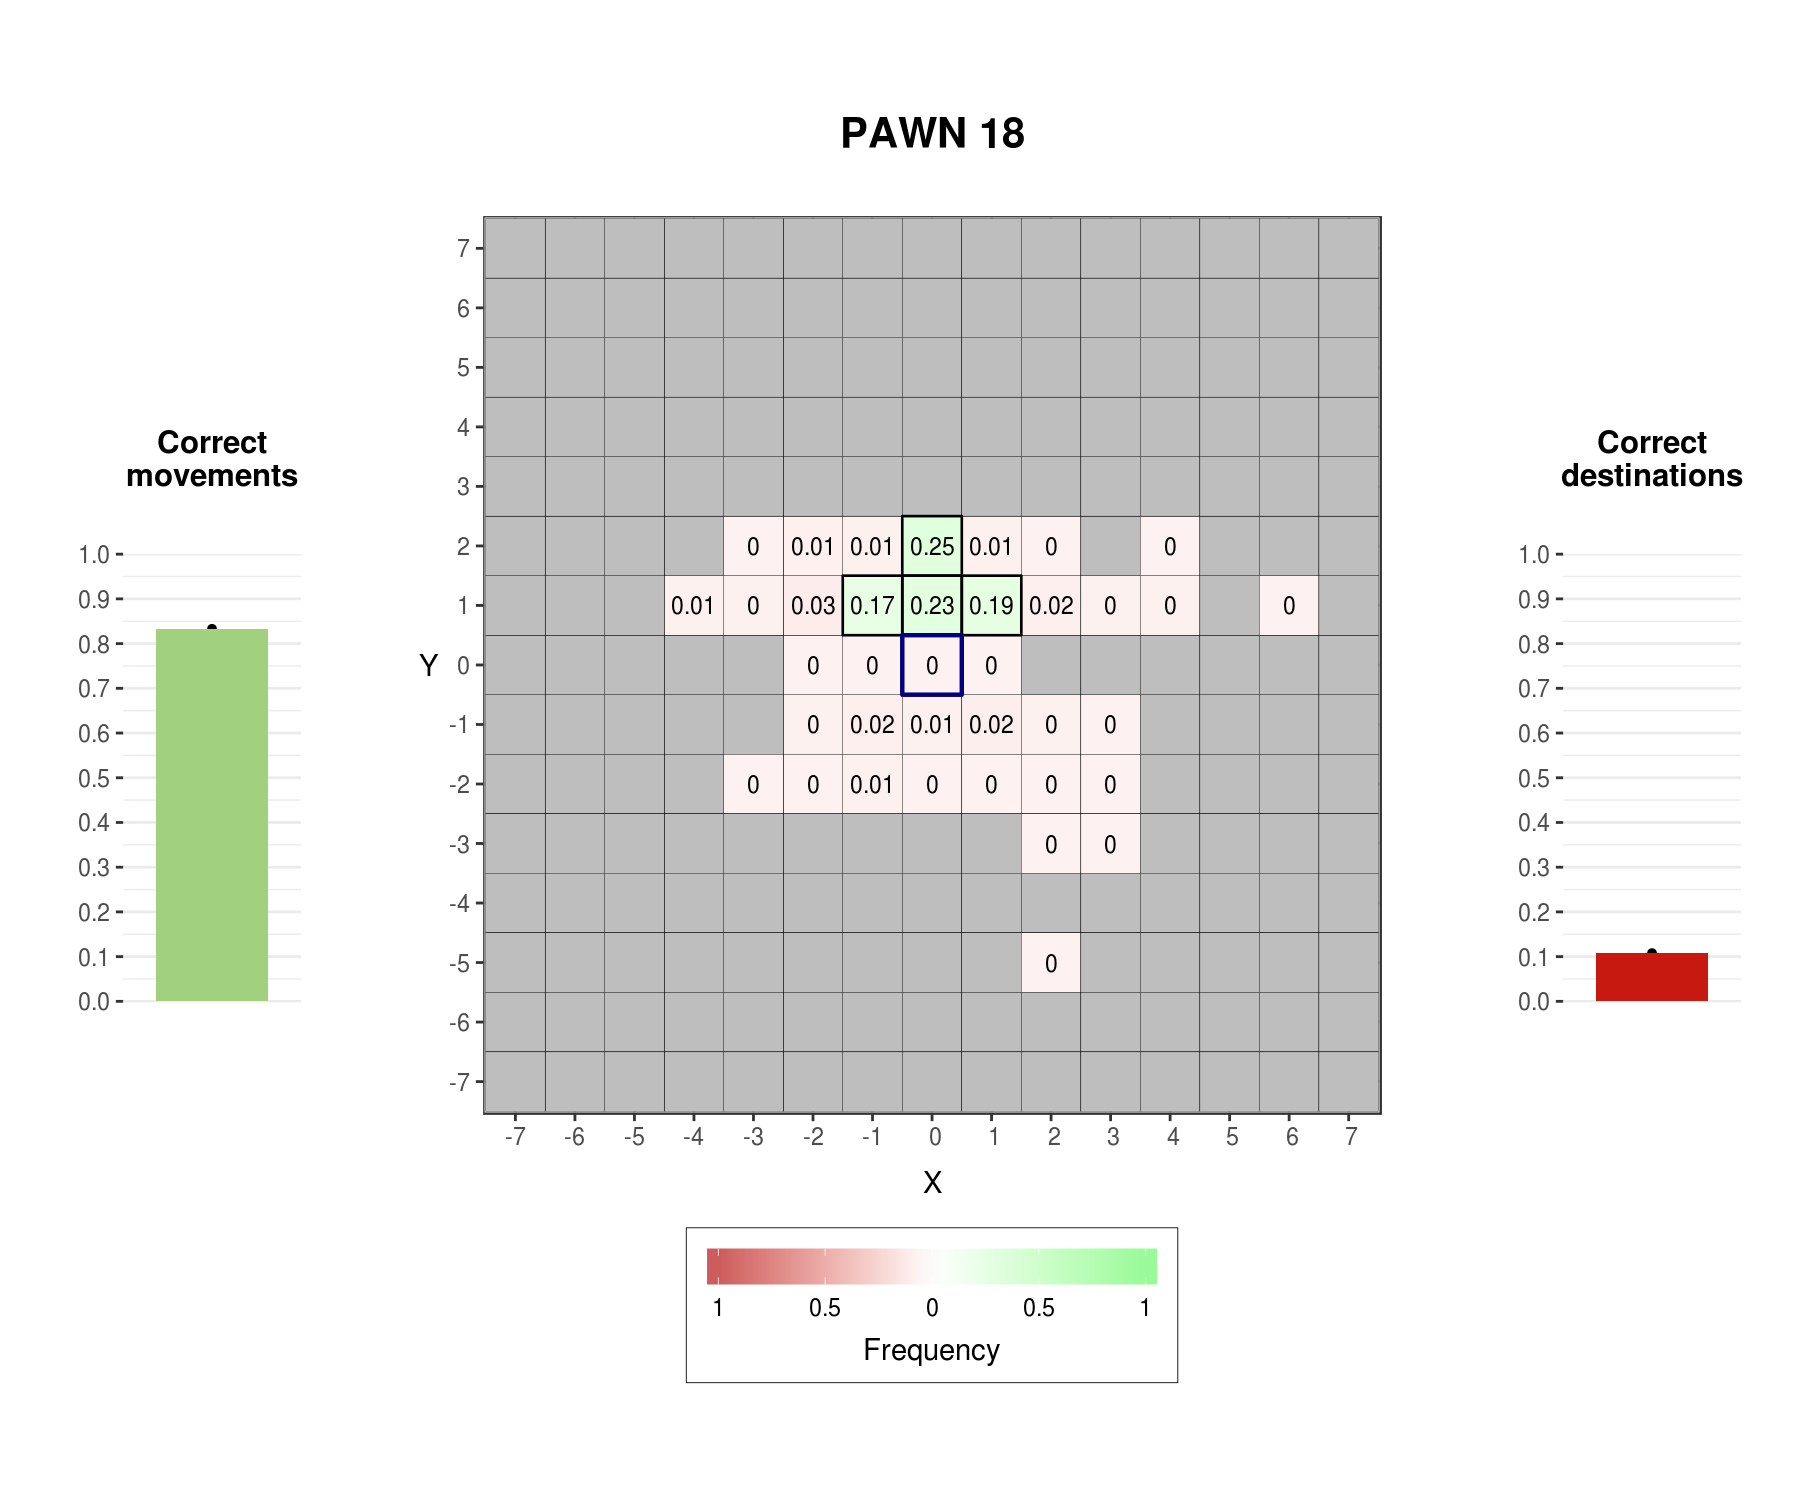 PAWN 18
Correct
movements
1.0
0.9
0.8
0.7
0.6
0.5
0.4
0.3
0.2
0.1
0.0
Y
7
6
5
4
3
2 0 0.01 0.01 0.25 0.01 0 0
1 0.01 0 0.03 0.17 0.23 0.19 0.02 0 0 0
0 0 0 0 0
-1 0 0.02 0.01 0.02 0 0
-2 0 0 0.01 0 0 0 0
-3 0 0
-4
-5 0
-6
-7
-7 -6 -5 -4 -3 -2 -1 0 1 2 3 4 5 6 7
X
1 0.5 0 0.5 1
Frequency
Correct
destinations
1.0
0.9
0.8
0.7
0.6
0.5
0.4
0.3
0.2
0.1
0.0